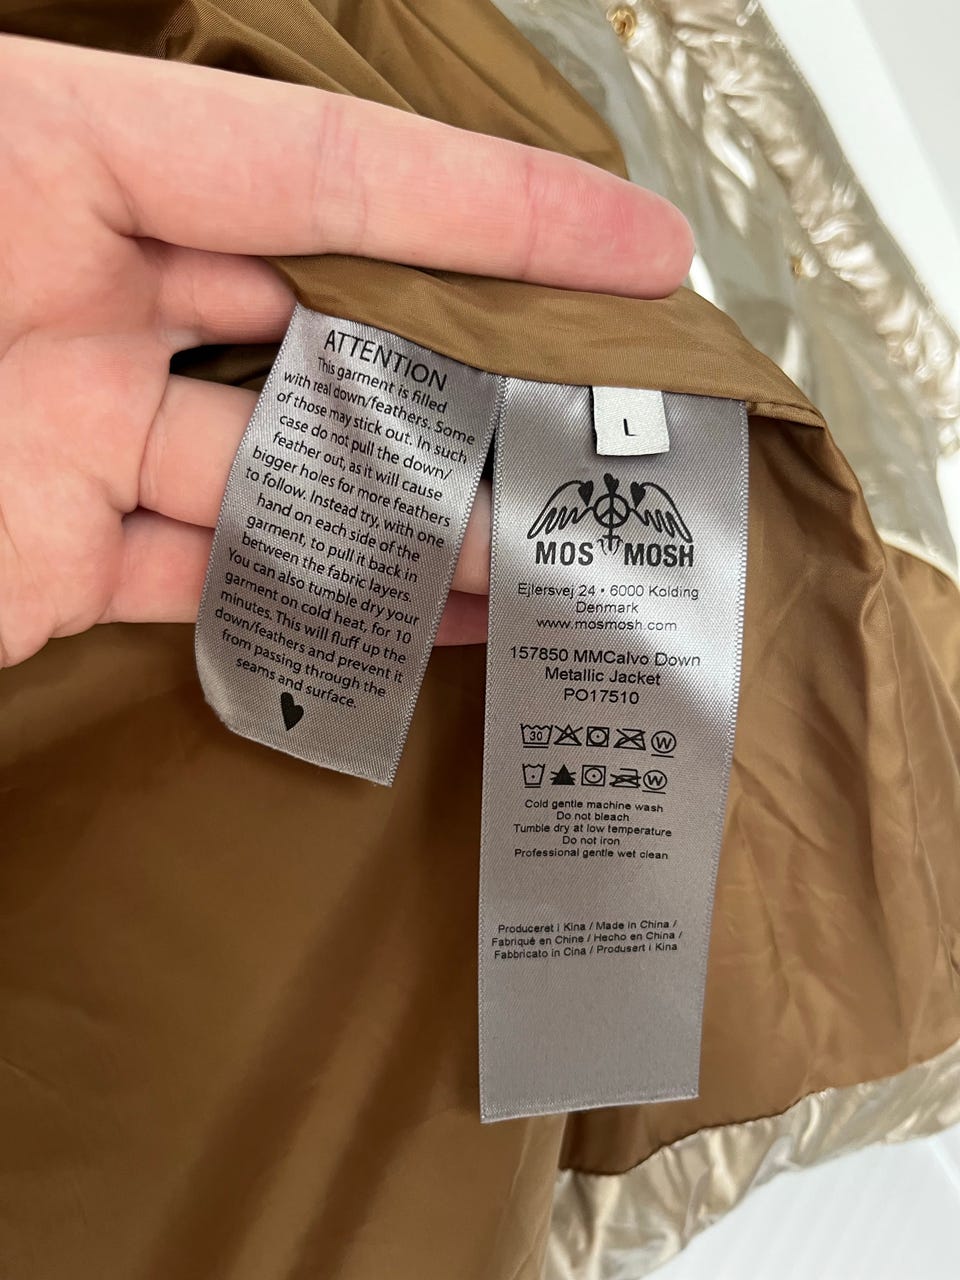 ATTENTION
This garment is filled
with real down/feathers. Some
of those may stick out. In such
case do not pull the down/
feather out, as it will cause
bigger holes for more feathers
to follow. Instead try, with one
hand on each side of the
garment, to pull it back in
between the fabric layers.
You can also tumble dry your
garment on cold heat, for 10
minutes. This will fluff up the
down/feathers and prevent it
from passing through the
seams and surface.
L
MOS MOSH
Ejlersvej 24 • 6000 Kolding
Denmark
www.mosmosh.com
157850 MMCalvo Down
Metallic Jacket
PO17510
30 W
W
Cold gentle machine wash
Do not bleach
Tumble dry at low temperature
Do not iron
Professional gentle wet clean
Produceret i Kina / Made in China /
Fabriqué en Chine / Hecho en China /
Fabbricato in Cina / Produsert i Kina